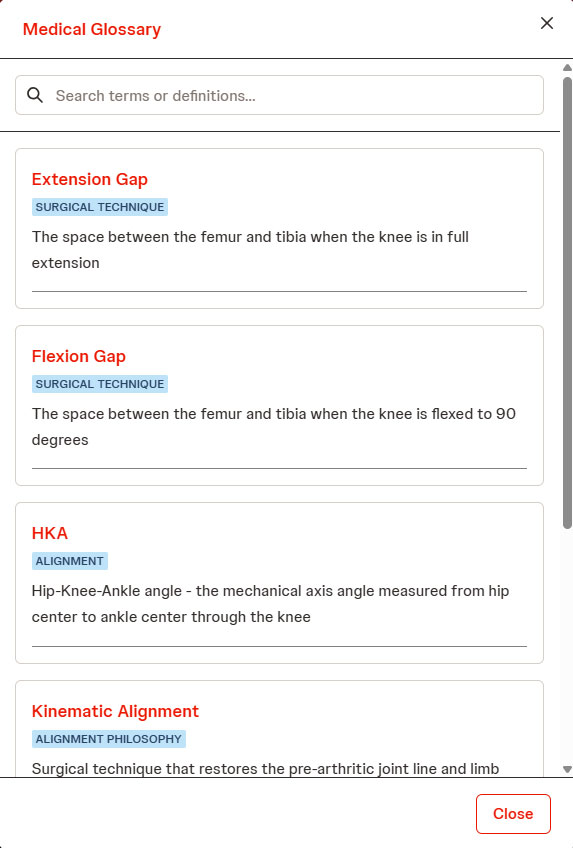 Medical Glossary
Search terms or definitions...
Extension Gap
SURGICAL TECHNIQUE
The space between the femur and tibia when the knee is in full
extension
Flexion Gap
SURGICAL TECHNIQUE
The space between the femur and tibia when the knee is flexed to 90
degrees
HKA
ALIGNMENT
Hip-Knee-Ankle angle - the mechanical axis angle measured from hip
center to ankle center through the knee
Kinematic Alignment
ALIGNMENT PHILOSOPHY
Surgical technique that restores the pre-arthritic joint line and limb
Close